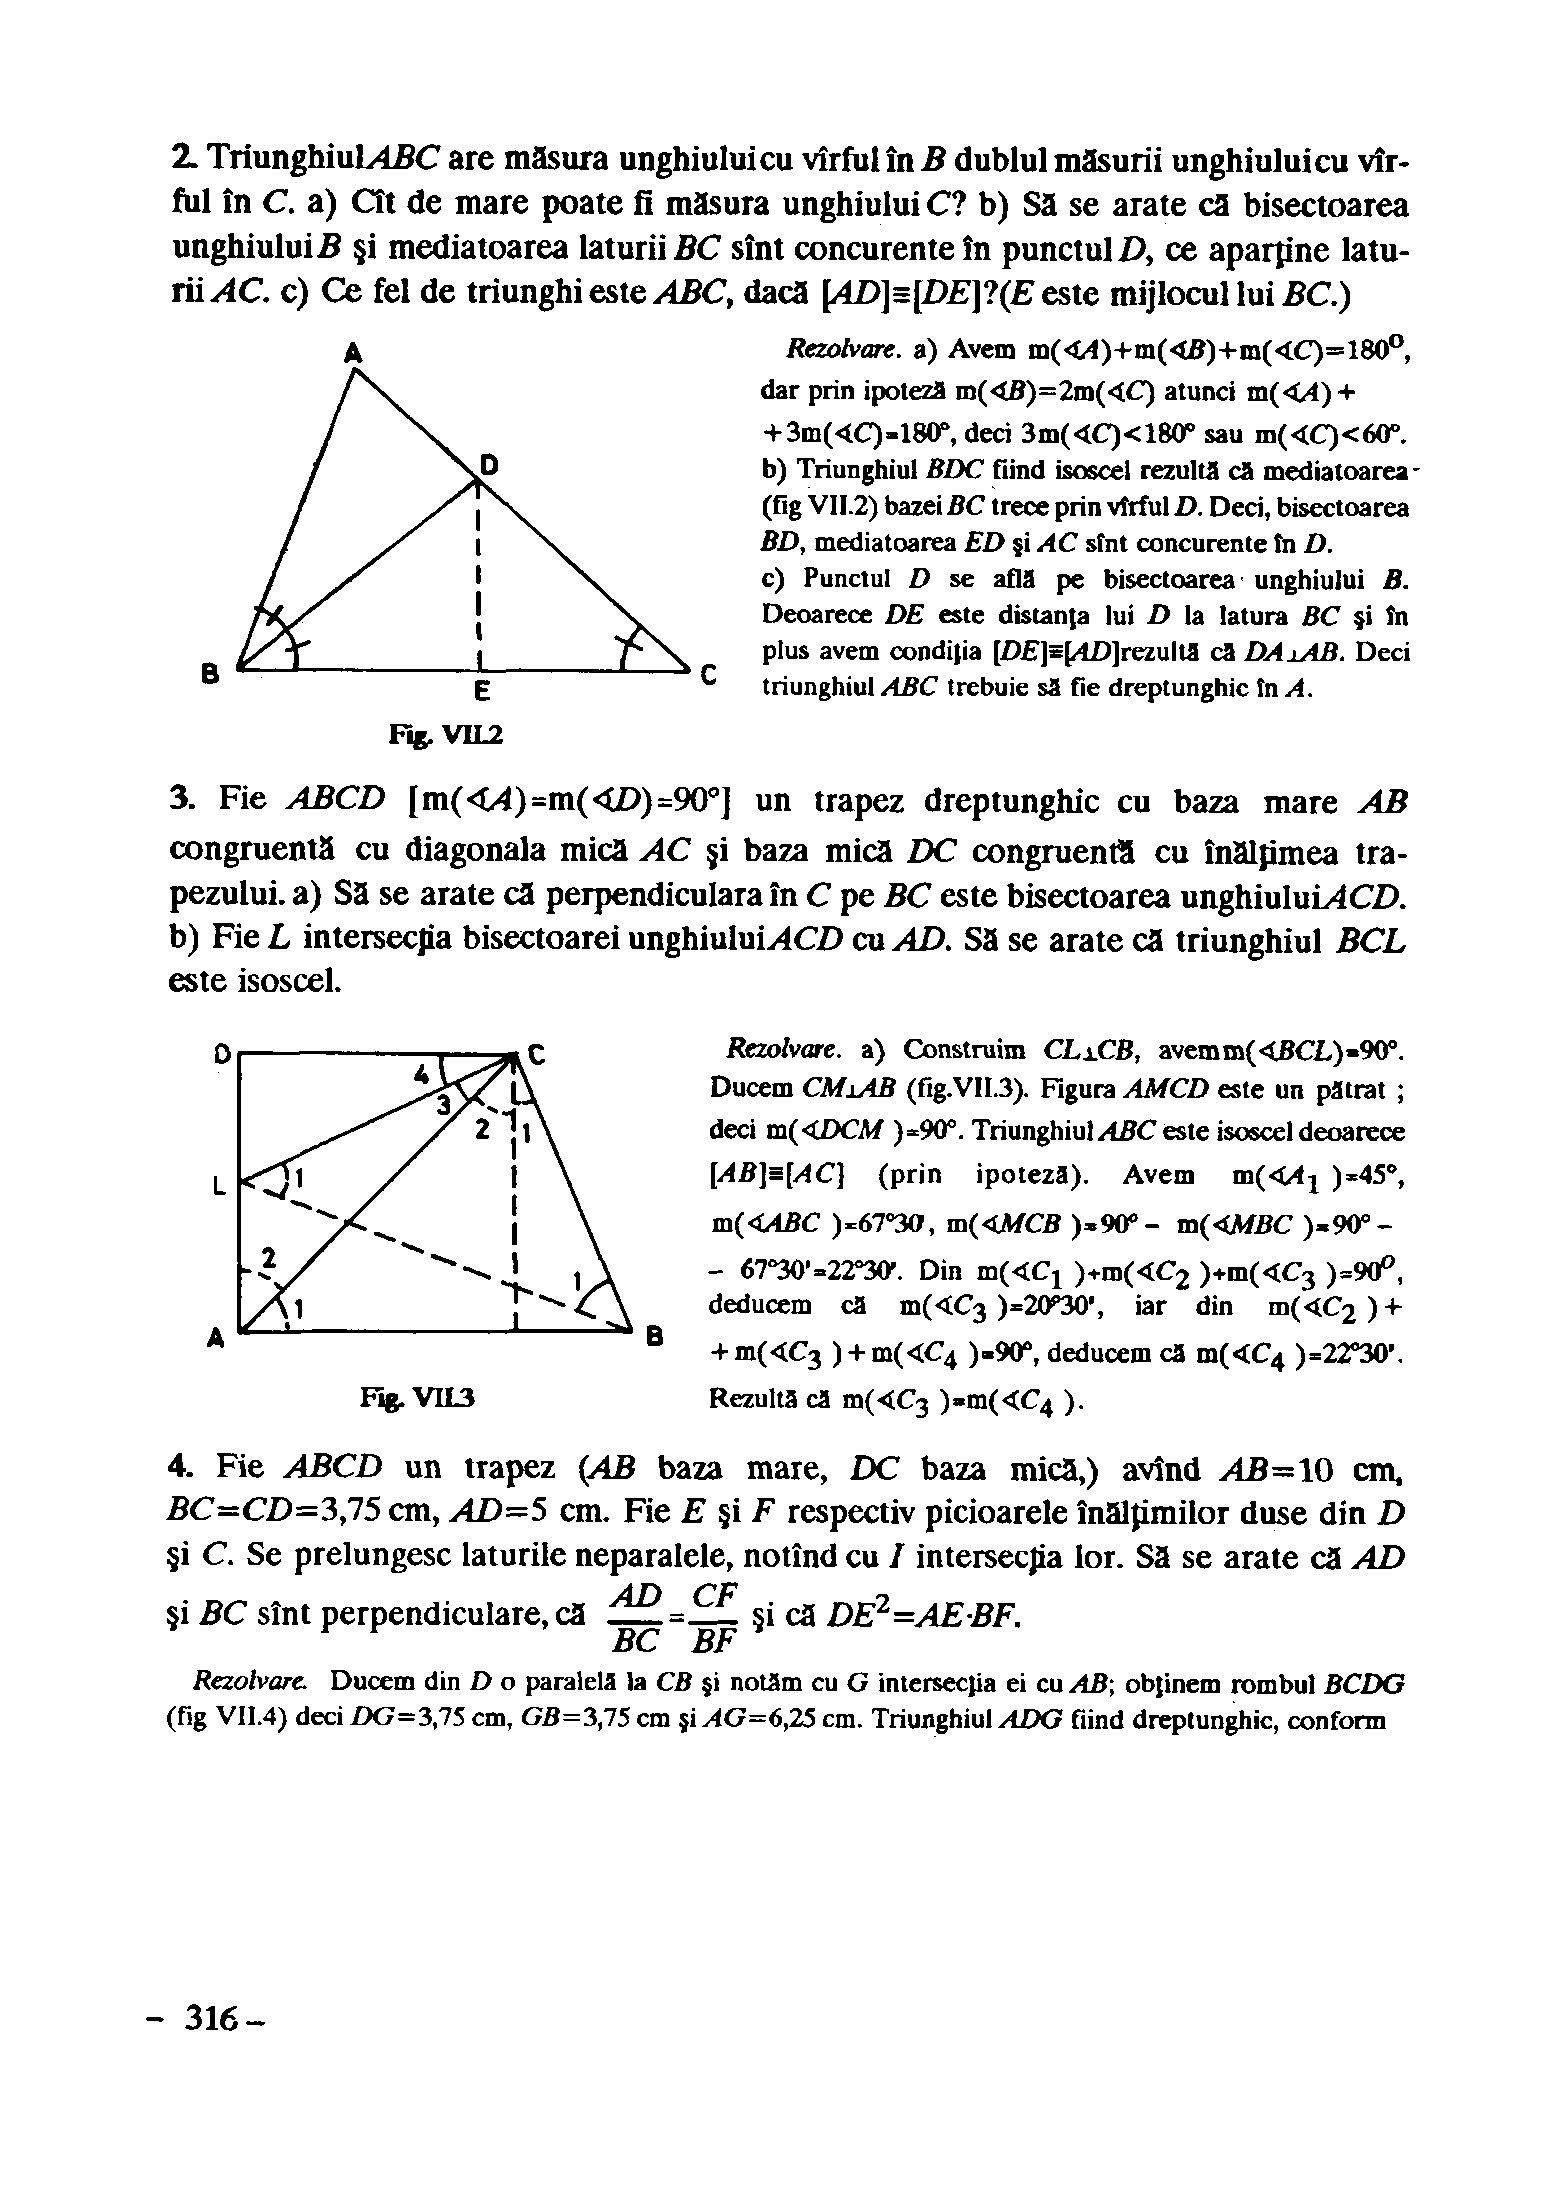 2. Triunghiul ABC are măsura unghiului cu vîrful în B dublul măsurii unghiului cu vîr-
ful în C. a) Cît de mare poate fi măsura unghiului C? b) Să se arate că bisectoarea
unghiului B şi mediatoarea laturii BC sînt concurente în punctul D, ce aparţine latu-
rii AC. c) Ce fel de triunghi este ABC, dacă [AD]≡[DE]?(E este mijlocul lui BC.)
A
D
B
E
C
Fig. VII.2
Rezolvare. a) Avem m(∢A)+m(∢B)+m(∢C)=180°,
dar prin ipoteză m(∢B)=2m(∢C) atunci m(∢A) +
+3m(∢C)=180°, deci 3m(∢C)<180° sau m(∢C)<60°.
b) Triunghiul BDC fiind isoscel rezultă că mediatoarea
(fig VII.2) bazei BC trece prin vîrful D. Deci, bisectoarea
BD, mediatoarea ED şi AC sînt concurente în D.
c) Punctul D se află pe bisectoarea unghiului B.
Deoarece DE este distanţa lui D la latura BC şi în
plus avem condiţia [DE]≡[AD] rezultă că DA⊥AB. Deci
triunghiul ABC trebuie să fie dreptunghic în A.
3. Fie ABCD [m(∢A)=m(∢D)=90°] un trapez dreptunghic cu baza mare AB
congruentă cu diagonala mică AC şi baza mică DC congruentă cu înălţimea tra-
pezului. a) Să se arate că perpendiculara în C pe BC este bisectoarea unghiului ACD.
b) Fie L intersecţia bisectoarei unghiului ACD cu AD. Să se arate că triunghiul BCL
este isoscel.
D
C
4
3
2
1
L
1
2
1
1
A
B
Fig. VII.3
Rezolvare. a) Construim CL⊥CB, avem m(∢BCL)=90°.
Ducem CM⊥AB (fig.VII.3). Figura AMCD este un pătrat ;
deci m(∢DCM )=90°. Triunghiul ABC este isoscel deoarece
[AB]≡[AC] (prin ipoteză). Avem m(∢A₁ )=45°,
m(∢ABC )=67°30', m(∢MCB )=90° - m(∢MBC )=90° -
- 67°30'=22°30'. Din m(∢C₁ )+m(∢C₂ )+m(∢C₃ )=90°,
deducem că m(∢C₃ )=20°30', iar din m(∢C₂ ) +
+ m(∢C₃ ) + m(∢C₄ )=90°, deducem că m(∢C₄ )=22°30'.
Rezultă că m(∢C₃ )=m(∢C₄ ).
4. Fie ABCD un trapez (AB baza mare, DC baza mică,) avînd AB=10 cm,
BC=CD=3,75 cm, AD=5 cm. Fie E şi F respectiv picioarele înălţimilor duse din D
şi C. Se prelungesc laturile neparalele, notînd cu I intersecţia lor. Să se arate că AD
şi BC sînt perpendiculare, că AD/BC = CF/BF şi că DE²=AE·BF.
Rezolvare. Ducem din D o paralelă la CB şi notăm cu G intersecţia ei cu AB; obţinem rombul BCDG
(fig VII.4) deci DG=3,75 cm, GB=3,75 cm şi AG=6,25 cm. Triunghiul ADG fiind dreptunghic, conform
- 316 -